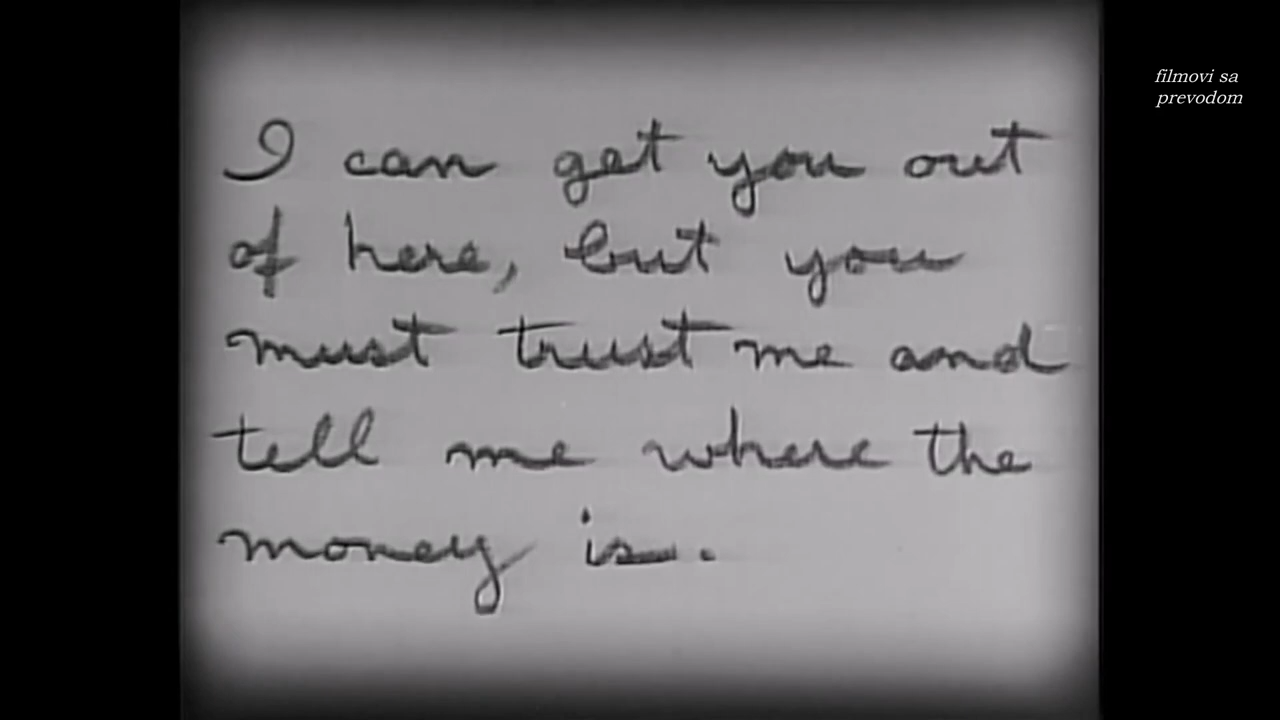 I can get you out
of here, but you
must trust me and
tell me where the
money is.
filmovi sa
prevodom